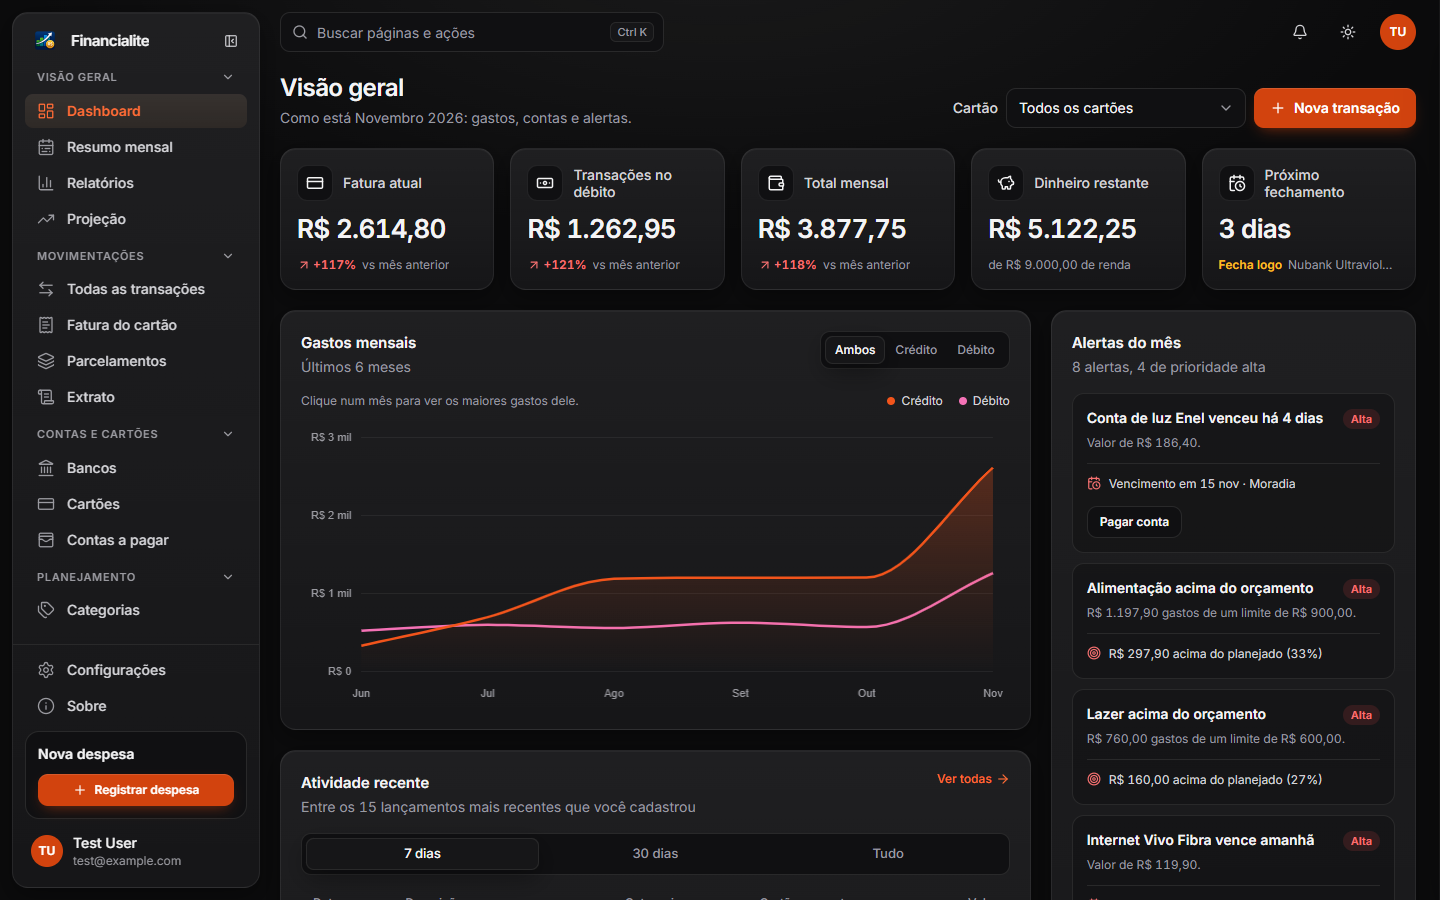 Financialite
VISÃO GERAL
Dashboard
Resumo mensal
Relatórios
Projeção
MOVIMENTAÇÕES
Todas as transações
Fatura do cartão
Parcelamentos
Extrato
CONTAS E CARTÕES
Bancos
Cartões
Contas a pagar
PLANEJAMENTO
Categorias
Configurações
Sobre
Nova despesa
Registrar despesa
TU
Test User
test@example.com
Buscar páginas e ações
Ctrl K
TU
Visão geral
Como está Novembro 2026: gastos, contas e alertas.
Cartão
Todos os cartões
Nova transação
Fatura atual
R$ 2.614,80
+117% vs mês anterior
Transações no
débito
R$ 1.262,95
+121% vs mês anterior
Total mensal
R$ 3.877,75
+118% vs mês anterior
Dinheiro restante
R$ 5.122,25
de R$ 9.000,00 de renda
Próximo
fechamento
3 dias
Fecha logo Nubank Ultraviol...
Gastos mensais
Últimos 6 meses
Ambos
Crédito
Débito
Clique num mês para ver os maiores gastos dele.
Crédito
Débito
R$ 3 mil
R$ 2 mil
R$ 1 mil
R$ 0
Jun
Jul
Ago
Set
Out
Nov
Atividade recente
Entre os 15 lançamentos mais recentes que você cadastrou
Ver todas
7 dias
30 dias
Tudo
Alertas do mês
8 alertas, 4 de prioridade alta
Conta de luz Enel venceu há 4 dias
Alta
Valor de R$ 186,40.
Vencimento em 15 nov · Moradia
Pagar conta
Alimentação acima do orçamento
Alta
R$ 1.197,90 gastos de um limite de R$ 900,00.
R$ 297,90 acima do planejado (33%)
Lazer acima do orçamento
Alta
R$ 760,00 gastos de um limite de R$ 600,00.
R$ 160,00 acima do planejado (27%)
Internet Vivo Fibra vence amanhã
Alta
Valor de R$ 119,90.